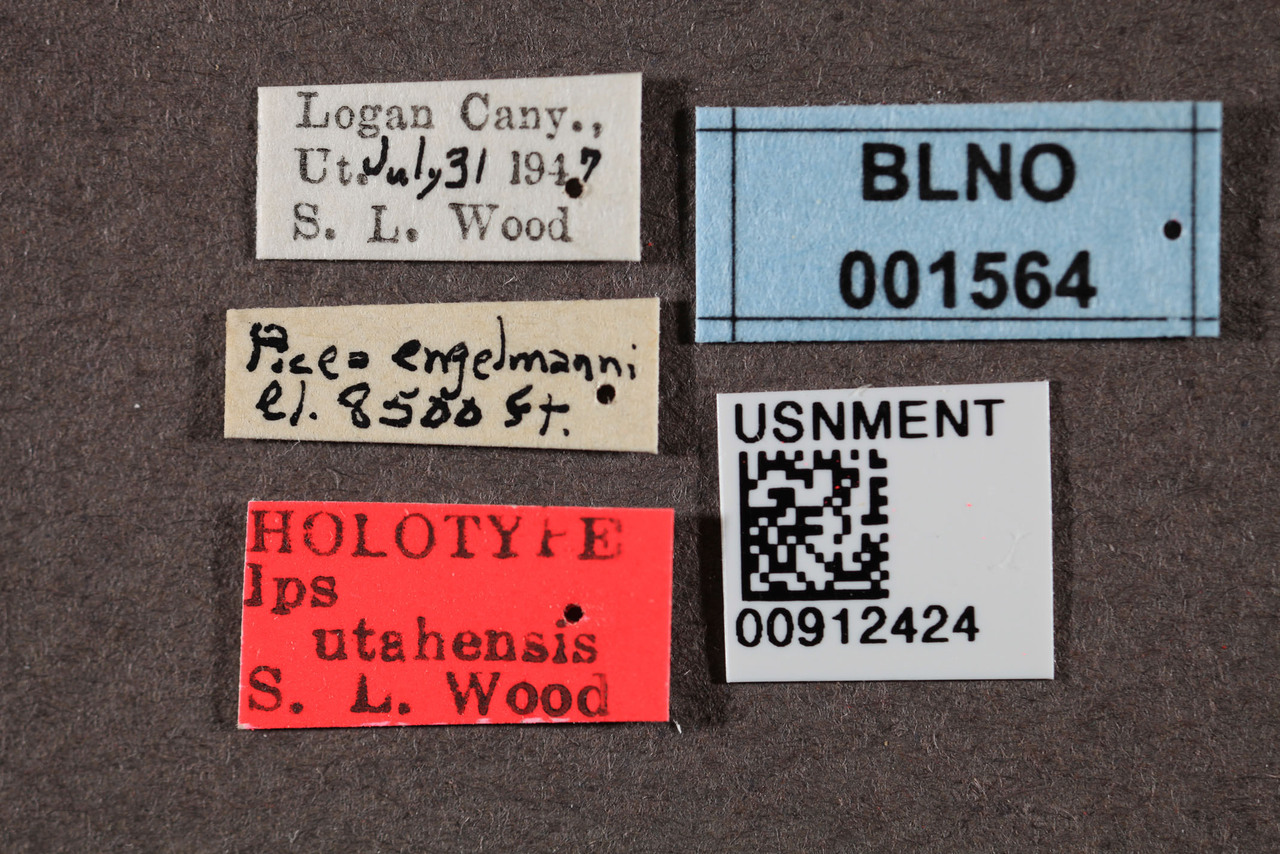 Logan Cany.,
Ut. July 31 1947
S. L. Wood
Picea engelmanni
el. 8500 ft.
HOLOTYPE
Ips
utahensis
S. L. Wood
BLNO
001564
USNMENT
00912424